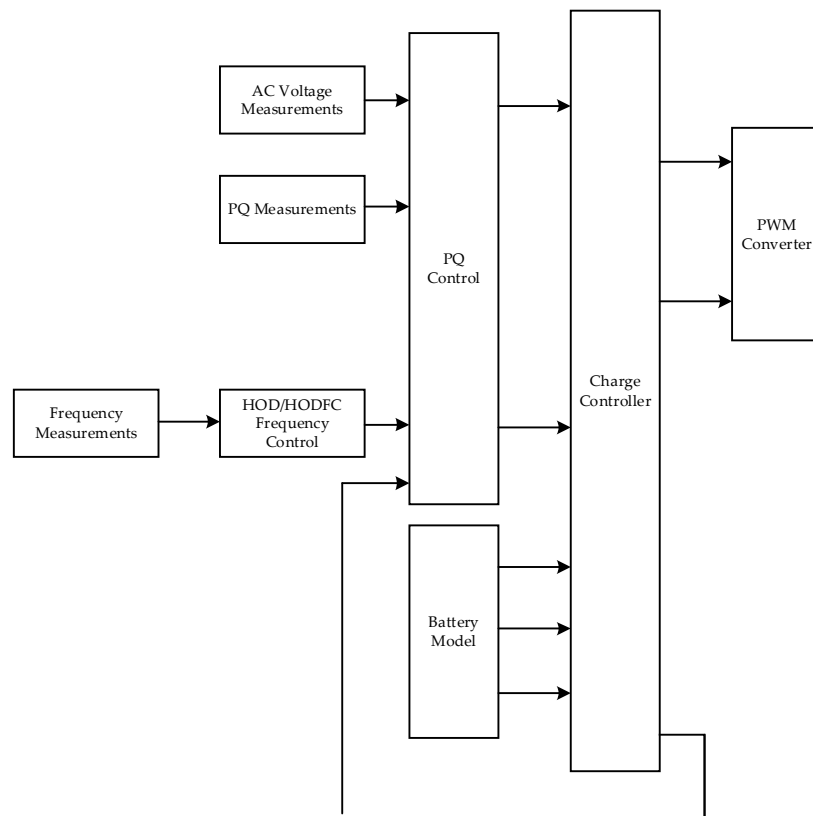 AC Voltage
Measurements
PQ Measurements
PQ
Control
PWM
Converter
Charge
Controller
Frequency
Measurements
HOD/HODFC
Frequency
Control
Battery
Model